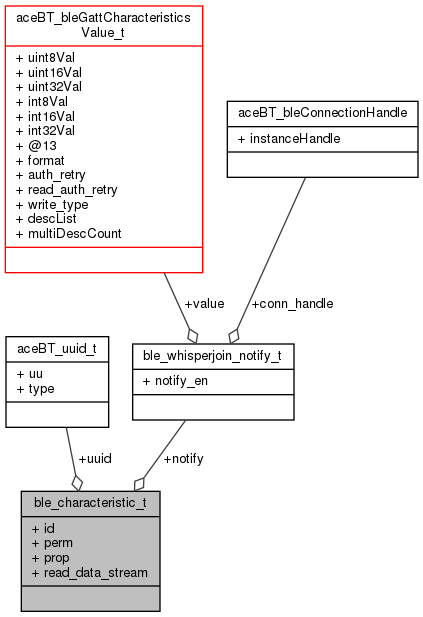 aceBT_bleGattCharacteristics
Value_t
+ uint8Val
+ uint16Val
+ uint32Val
+ int8Val
+ int16Val
+ int32Val
+ @13
+ format
+ auth_retry
+ read_auth_retry
+ write_type
+ descList
+ multiDescCount
aceBT_bleConnectionHandle
+ instanceHandle
+value
+conn_handle
aceBT_uuid_t
+ uu
+ type
ble_whisperjoin_notify_t
+ notify_en
+uuid
+notify
ble_characteristic_t
+ id
+ perm
+ prop
+ read_data_stream